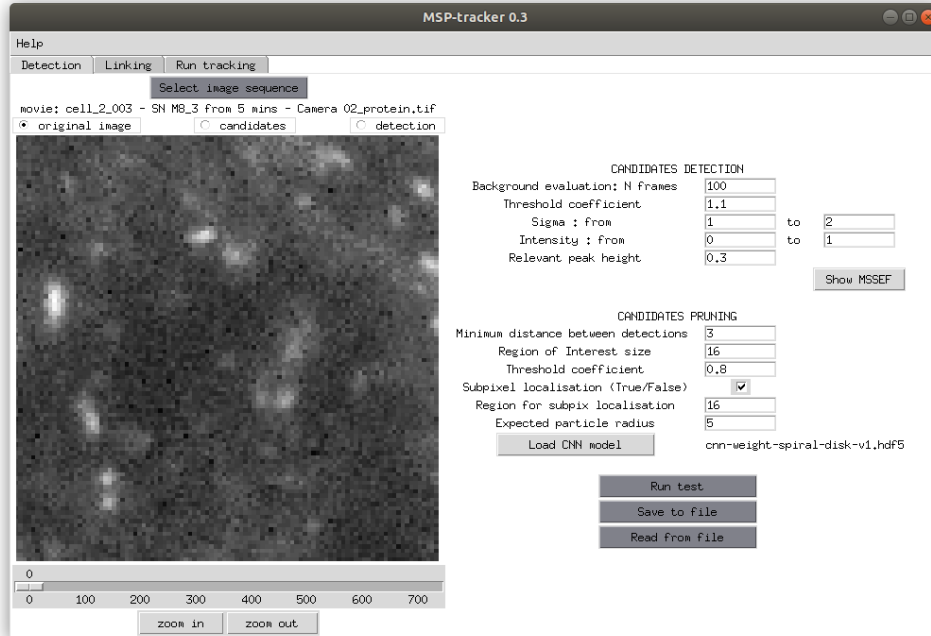 MSP-tracker 0.3
Help
Detection Linking Run tracking
Select image sequence
movie: cell_2_003 - SN M8_3 from 5 mins - Camera 02_protein.tif
original image candidates detection
CANDIDATES DETECTION
Background evaluation: N frames 100
Threshold coefficient 1.1
Sigma : from 1 to 2
Intensity : from 0 to 1
Relevant peak height 0.3
Show MSSEF
CANDIDATES PRUNING
Minimum distance between detections 3
Region of Interest size 16
Threshold coefficient 0.8
Subpixel localisation (True/False)
Region for subpix localisation 16
Expected particle radius 5
Load CNN model cnn-weight-spiral-disk-v1.hdf5
Run test
Save to file
Read from file
0
0 100 200 300 400 500 600 700
zoom in zoom out